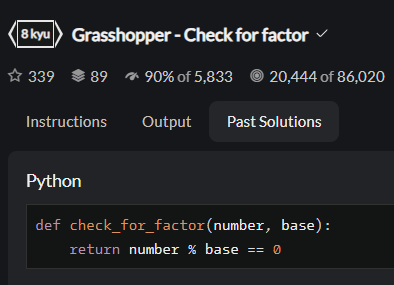 8 kyu Grasshopper - Check for factor
339 89 90% of 5,833 20,444 of 86,020
Instructions Output Past Solutions
Python
def check_for_factor(number, base):
    return number % base == 0